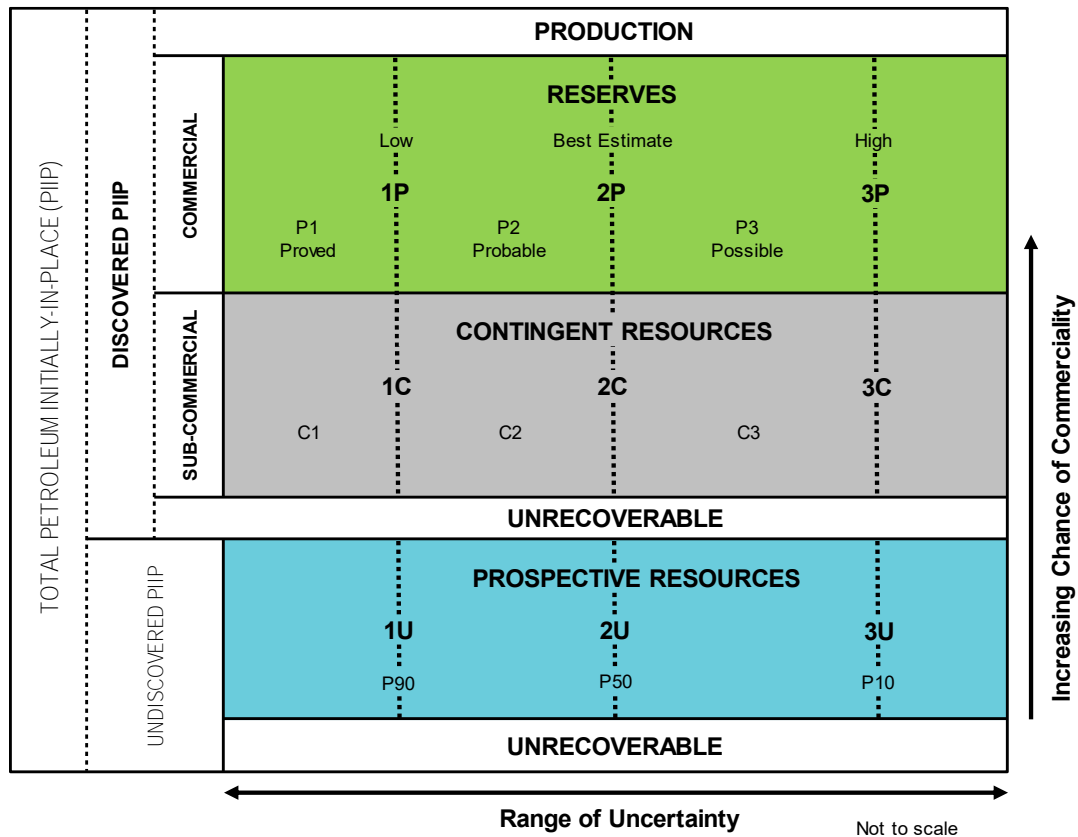 PRODUCTION
RESERVES
Low
Best Estimate
High
1P
2P
3P
P1
Proved
P2
Probable
P3
Possible
CONTINGENT RESOURCES
1C
2C
3C
C1
C2
C3
UNRECOVERABLE
PROSPECTIVE RESOURCES
1U
2U
3U
P90
P50
P10
UNRECOVERABLE
TOTAL PETROLEUM INITIALLY-IN-PLACE (PIIP)
DISCOVERED PIIP
UNDISCOVERED PIIP
COMMERCIAL
SUB-COMMERCIAL
Increasing Chance of Commerciality
Range of Uncertainty
Not to scale